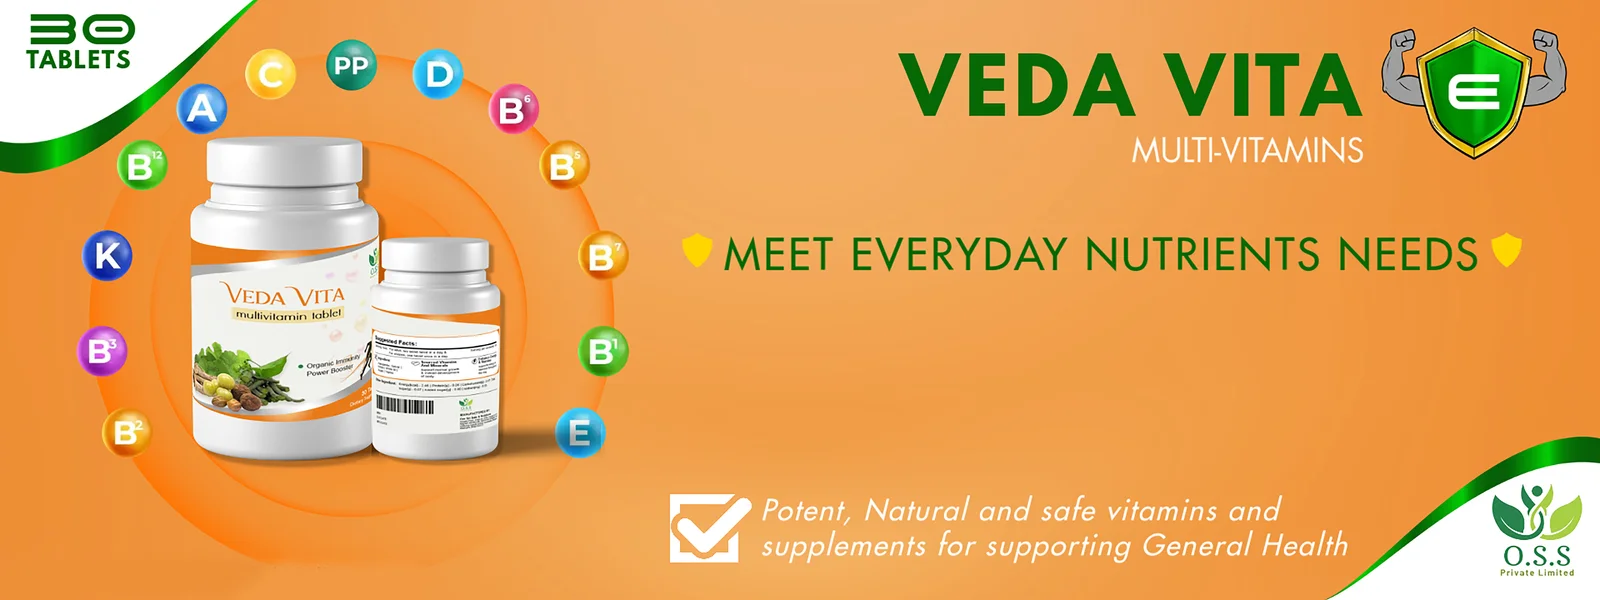 30
TABLETS
C
PP
D
A
B6
B12
B5
K
B7
B3
B1
B2
E
VEDA VITA
multivitamin tablet
Organic Immunity
Power Booster
Suggested Facts:
VEDA VITA
MULTI-VITAMINS
E
MEET EVERYDAY NUTRIENTS NEEDS
Potent, Natural and safe vitamins and
supplements for supporting General Health
O.S.S
Private Limited